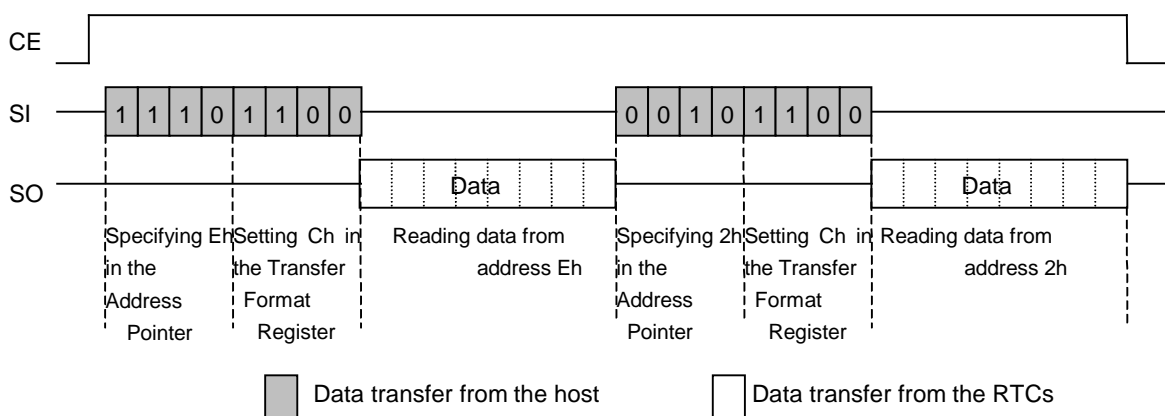 CE
SI 1 1 1 0 1 1 0 0 0 0 1 0 1 1 0 0
SO Data Data
Specifying Eh Setting Ch in Reading data from Specifying 2h Setting Ch in Reading data from
in the the Transfer address Eh in the the Transfer address 2h
Address Format Address Format
Pointer Register Pointer Register
Data transfer from the host Data transfer from the RTCs